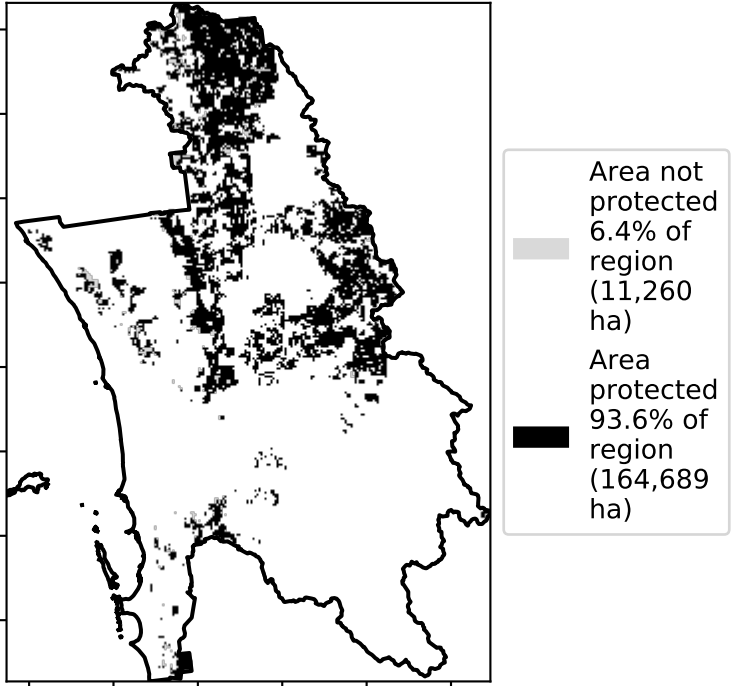 Area not
protected
6.4% of
region
(11,260
ha)
Area
protected
93.6% of
region
(164,689
ha)